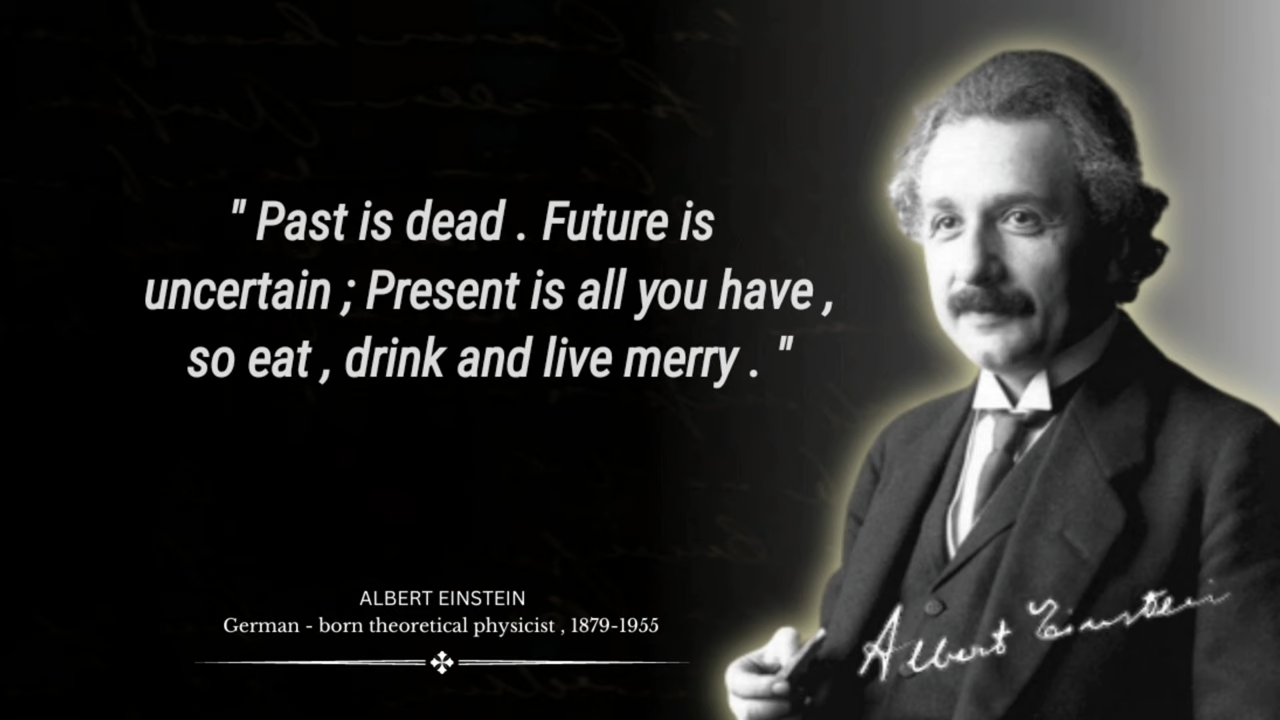 " Past is dead . Future is
uncertain ; Present is all you have ,
so eat , drink and live merry . "
ALBERT EINSTEIN
German - born theoretical physicist , 1879-1955
Albert Einstein